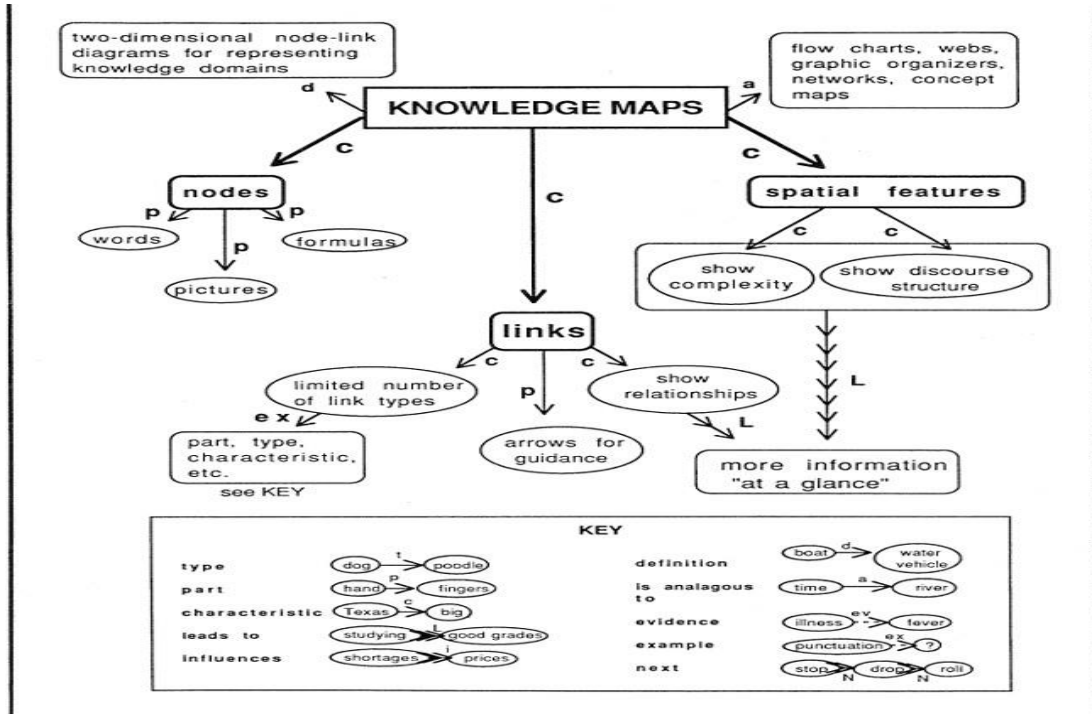 two-dimensional node-link
diagrams for representing
knowledge domains
flow charts, webs,
graphic organizers,
networks, concept
maps
d
a
KNOWLEDGE MAPS
c
c
c
nodes
spatial features
p
p
p
words
formulas
pictures
c
c
show
complexity
show discourse
structure
links
c
p
c
L
limited number
of link types
show
relationships
ex
L
arrows for
guidance
part, type,
characteristic,
etc.
see KEY
more information
"at a glance"
KEY
type
dog t poodle
part
hand p fingers
characteristic
Texas c big
leads to
studying L good grades
influences
shortages i prices
definition
boat d water
vehicle
is analagous
to
time a river
evidence
illness ev fever
example
punctuation ex ?
next
stop N drop N roll